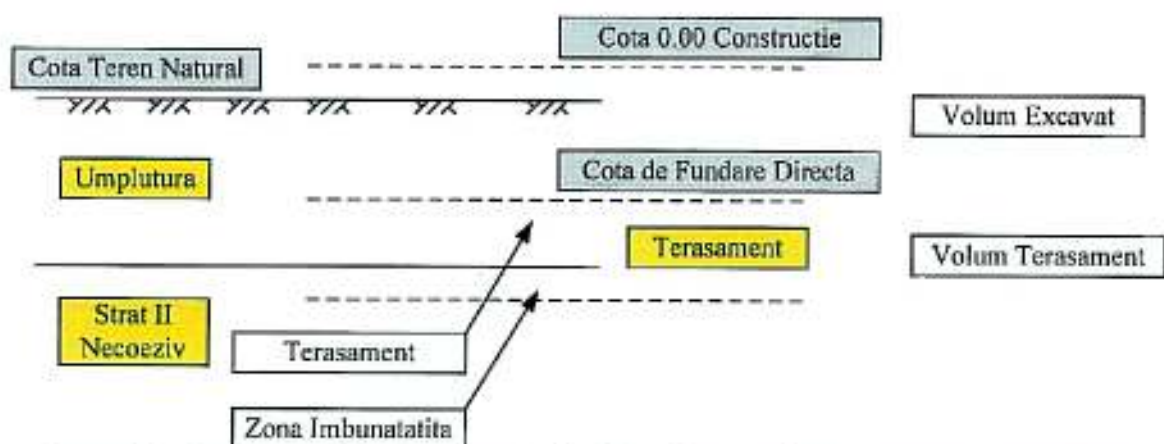 Cota 0.00 Constructie
Cota Teren Natural
Volum Excavat
Umplutura
Cota de Fundare Directa
Terasament
Volum Terasament
Strat II
Necoeziv
Terasament
Zona Imbunatatita